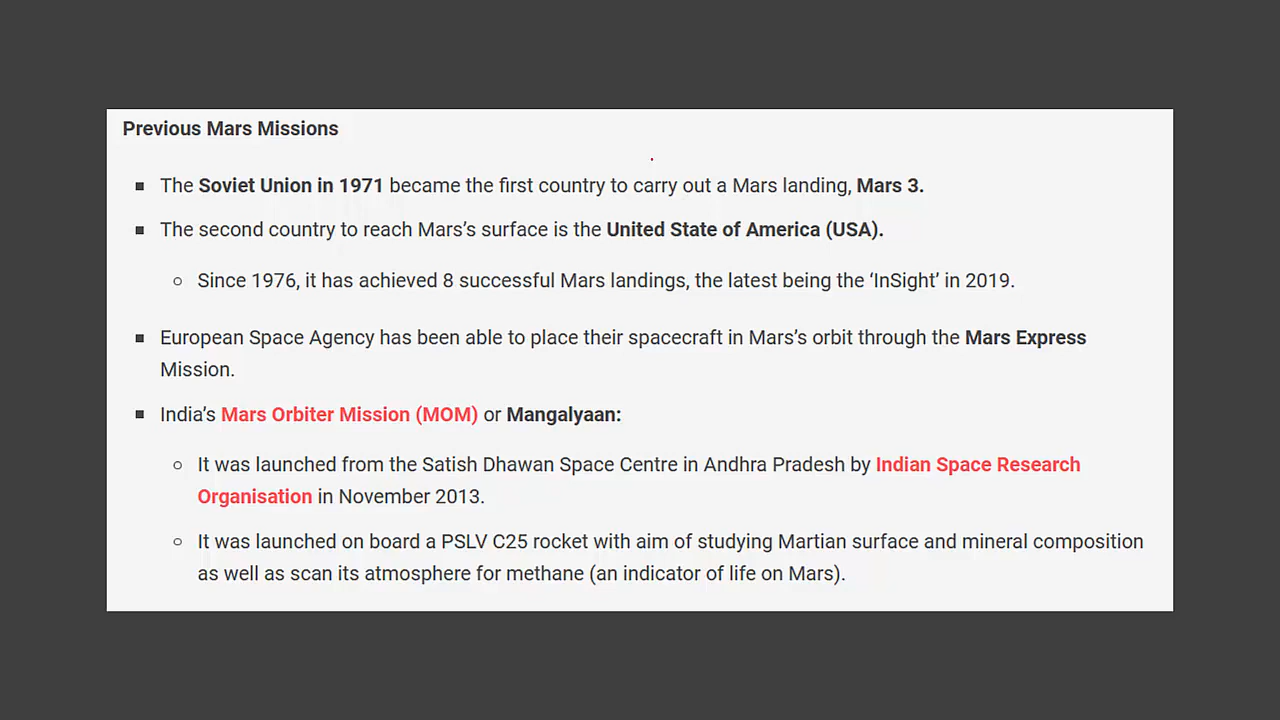 Previous Mars Missions
The Soviet Union in 1971 became the first country to carry out a Mars landing, Mars 3.
The second country to reach Mars’s surface is the United State of America (USA).
Since 1976, it has achieved 8 successful Mars landings, the latest being the ‘InSight’ in 2019.
European Space Agency has been able to place their spacecraft in Mars’s orbit through the Mars Express
Mission.
India’s Mars Orbiter Mission (MOM) or Mangalyaan:
It was launched from the Satish Dhawan Space Centre in Andhra Pradesh by Indian Space Research
Organisation in November 2013.
It was launched on board a PSLV C25 rocket with aim of studying Martian surface and mineral composition
as well as scan its atmosphere for methane (an indicator of life on Mars).